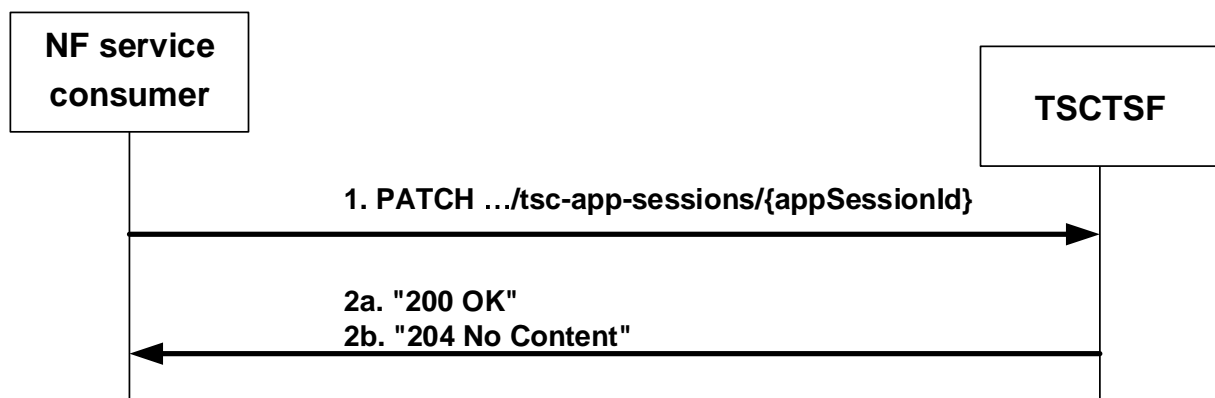 NF service
consumer
TSCTSF
1. PATCH …/tsc-app-sessions/{appSessionId}
2a. "200 OK"
2b. "204 No Content"